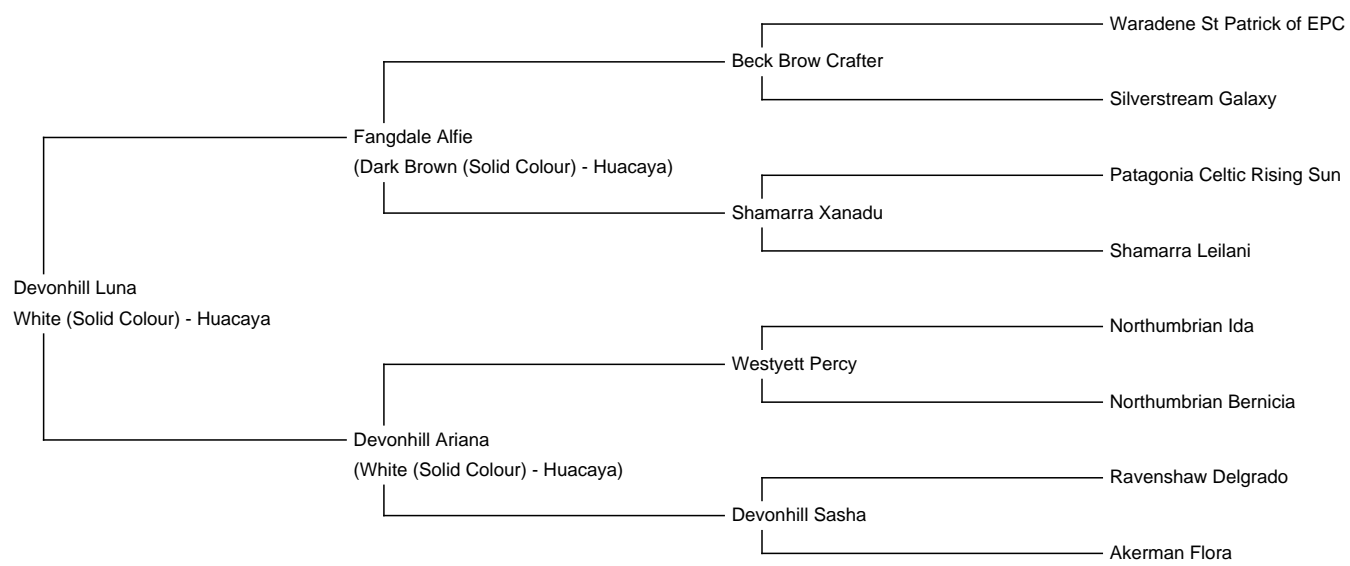 Waradene St Patrick of EPC
Beck Brow Crafter
Silverstream Galaxy
Fangdale Alfie
(Dark Brown (Solid Colour) - Huacaya)
Patagonia Celtic Rising Sun
Shamarra Xanadu
Shamarra Leilani
Devonhill Luna
White (Solid Colour) - Huacaya
Northumbrian Ida
Westyett Percy
Northumbrian Bernicia
Devonhill Ariana
(White (Solid Colour) - Huacaya)
Ravenshaw Delgrado
Devonhill Sasha
Akerman Flora